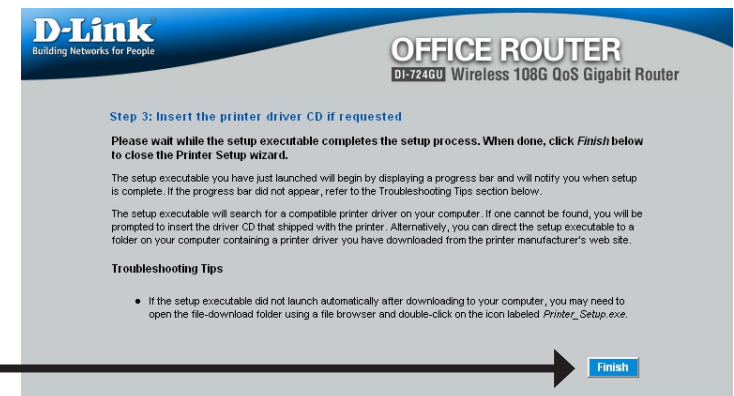 D-Link
Building Networks for People
OFFICE ROUTER
DI-724GU Wireless 108G QoS Gigabit Router
Step 3: Insert the printer driver CD if requested
Please wait while the setup executable completes the setup process. When done, click Finish below
to close the Printer Setup wizard.
The setup executable you have just launched will begin by displaying a progress bar and will notify you when setup
is complete. If the progress bar did not appear, refer to the Troubleshooting Tips section below.
The setup executable will search for a compatible printer driver on your computer. If one cannot be found, you will be
prompted to insert the driver CD that shipped with the printer. Alternatively, you can direct the setup executable to a
folder on your computer containing a printer driver you have downloaded from the printer manufacturer's web site.
Troubleshooting Tips
• If the setup executable did not launch automatically after downloading to your computer, you may need to
open the file-download folder using a file browser and double-click on the icon labeled Printer_Setup.exe.
Finish